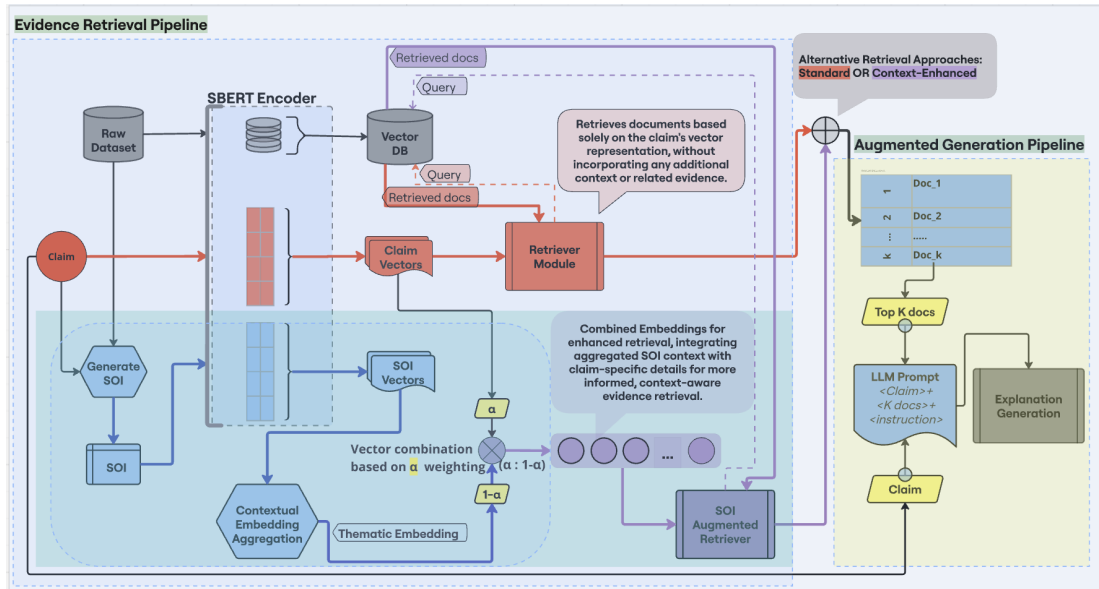 Evidence Retrieval Pipeline
Retrieved docs
Query
Alternative Retrieval Approaches:
Standard OR Context-Enhanced
SBERT Encoder
Raw
Dataset
Vector
DB
Retrieves documents based
solely on the claim's vector
representation, without
incorporating any additional
context or related evidence.
Augmented Generation Pipeline
Query
Retrieved docs
Doc_1
1
Doc_2
2
.....
...
Doc_k
K
Claim
Claim
Vectors
Retriever
Module
Top K docs
Generate
SOI
SOI
Vectors
Combined Embeddings for
enhanced retrieval, integrating
aggregated SOI context with
claim-specific details for more
informed, context-aware
evidence retrieval.
LLM Prompt
<Claim>+
<K docs>+
<instruction>
Explanation
Generation
α
SOI
Vector combination
based on α weighting
(α : 1-α)
...
1-α
Claim
Contextual
Embedding
Aggregation
Thematic Embedding
SOI
Augmented
Retriever